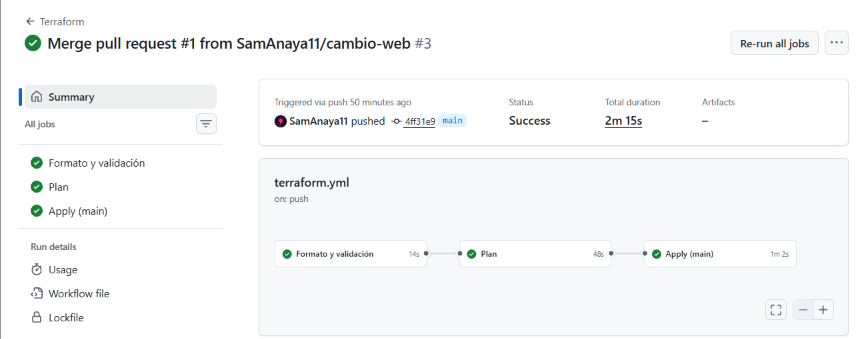 ← Terraform
Merge pull request #1 from SamAnaya11/cambio-web #3
Re-run all jobs
Summary
All jobs
Formato y validación
Plan
Apply (main)
Run details
Usage
Workflow file
Lockfile
Triggered via push 50 minutes ago
SamAnaya11 pushed 4ff31e9 main
Status
Success
Total duration
2m 15s
Artifacts
–
terraform.yml
on: push
Formato y validación 14s
Plan 48s
Apply (main) 1m 2s